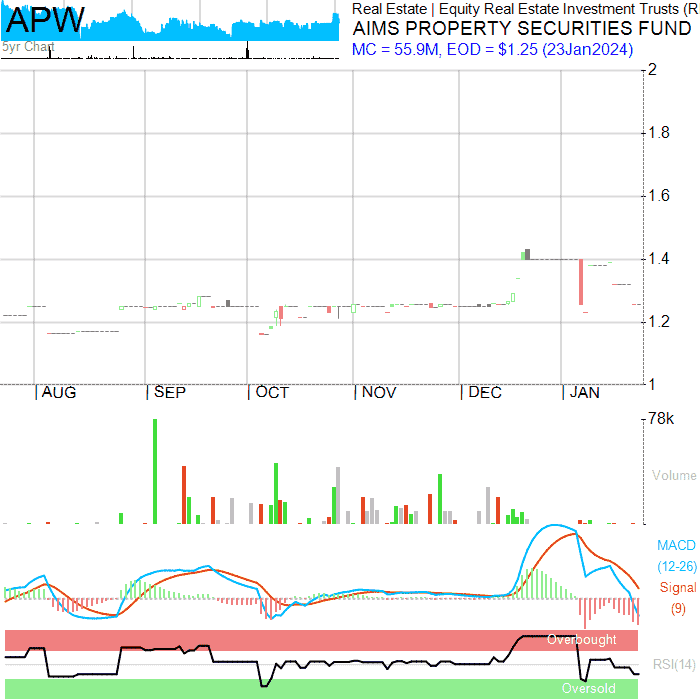 APW
5yr Chart
Real Estate | Equity Real Estate Investment Trusts (R
AIMS PROPERTY SECURITIES FUND
MC = 55.9M, EOD = $1.25 (23Jan2024)
2
1.8
1.6
1.4
1.2
1
AUG SEP OCT NOV DEC JAN
78k
Volume
MACD
(12-26)
Signal
(9)
Overbought
RSI(14)
Oversold